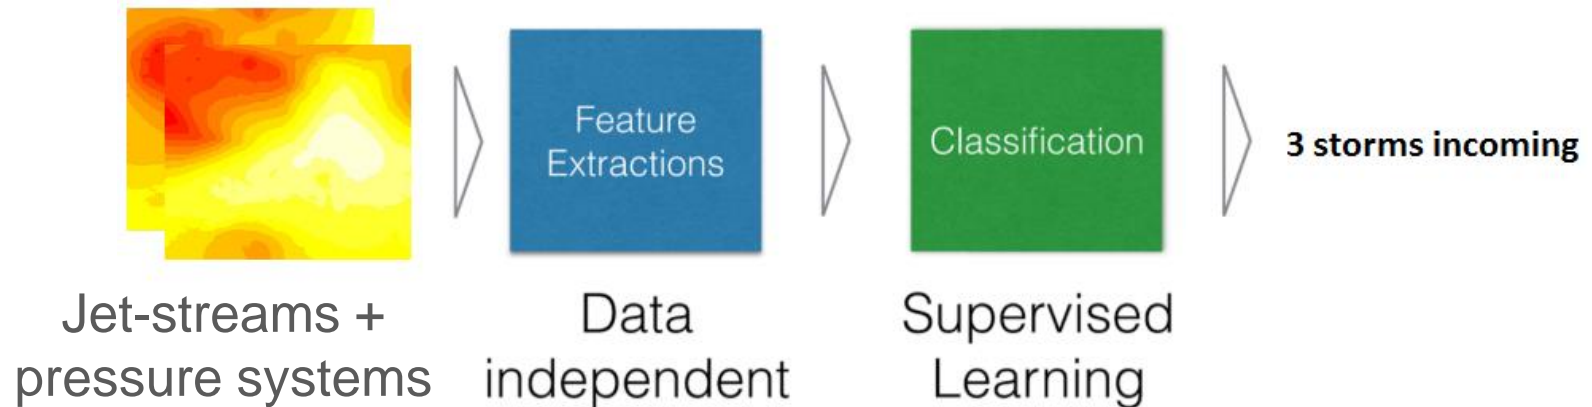 Feature
Extractions
Classification
3 storms incoming
Jet-streams +
pressure systems
Data
independent
Supervised
Learning